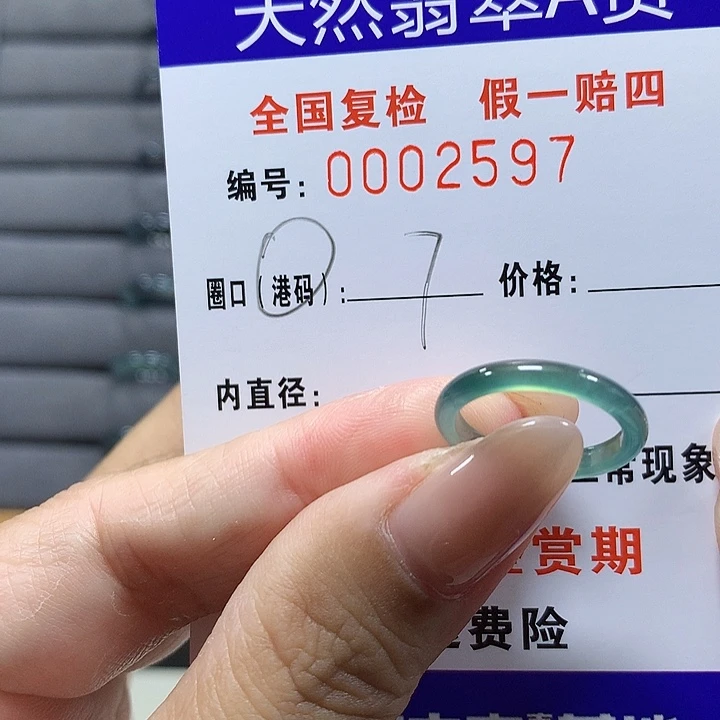 天然翡翠A货
全国复检 假一赔四
编号: 0002597
圈口(港码): 7 价格:
内直径:
常现象
赏期
费险